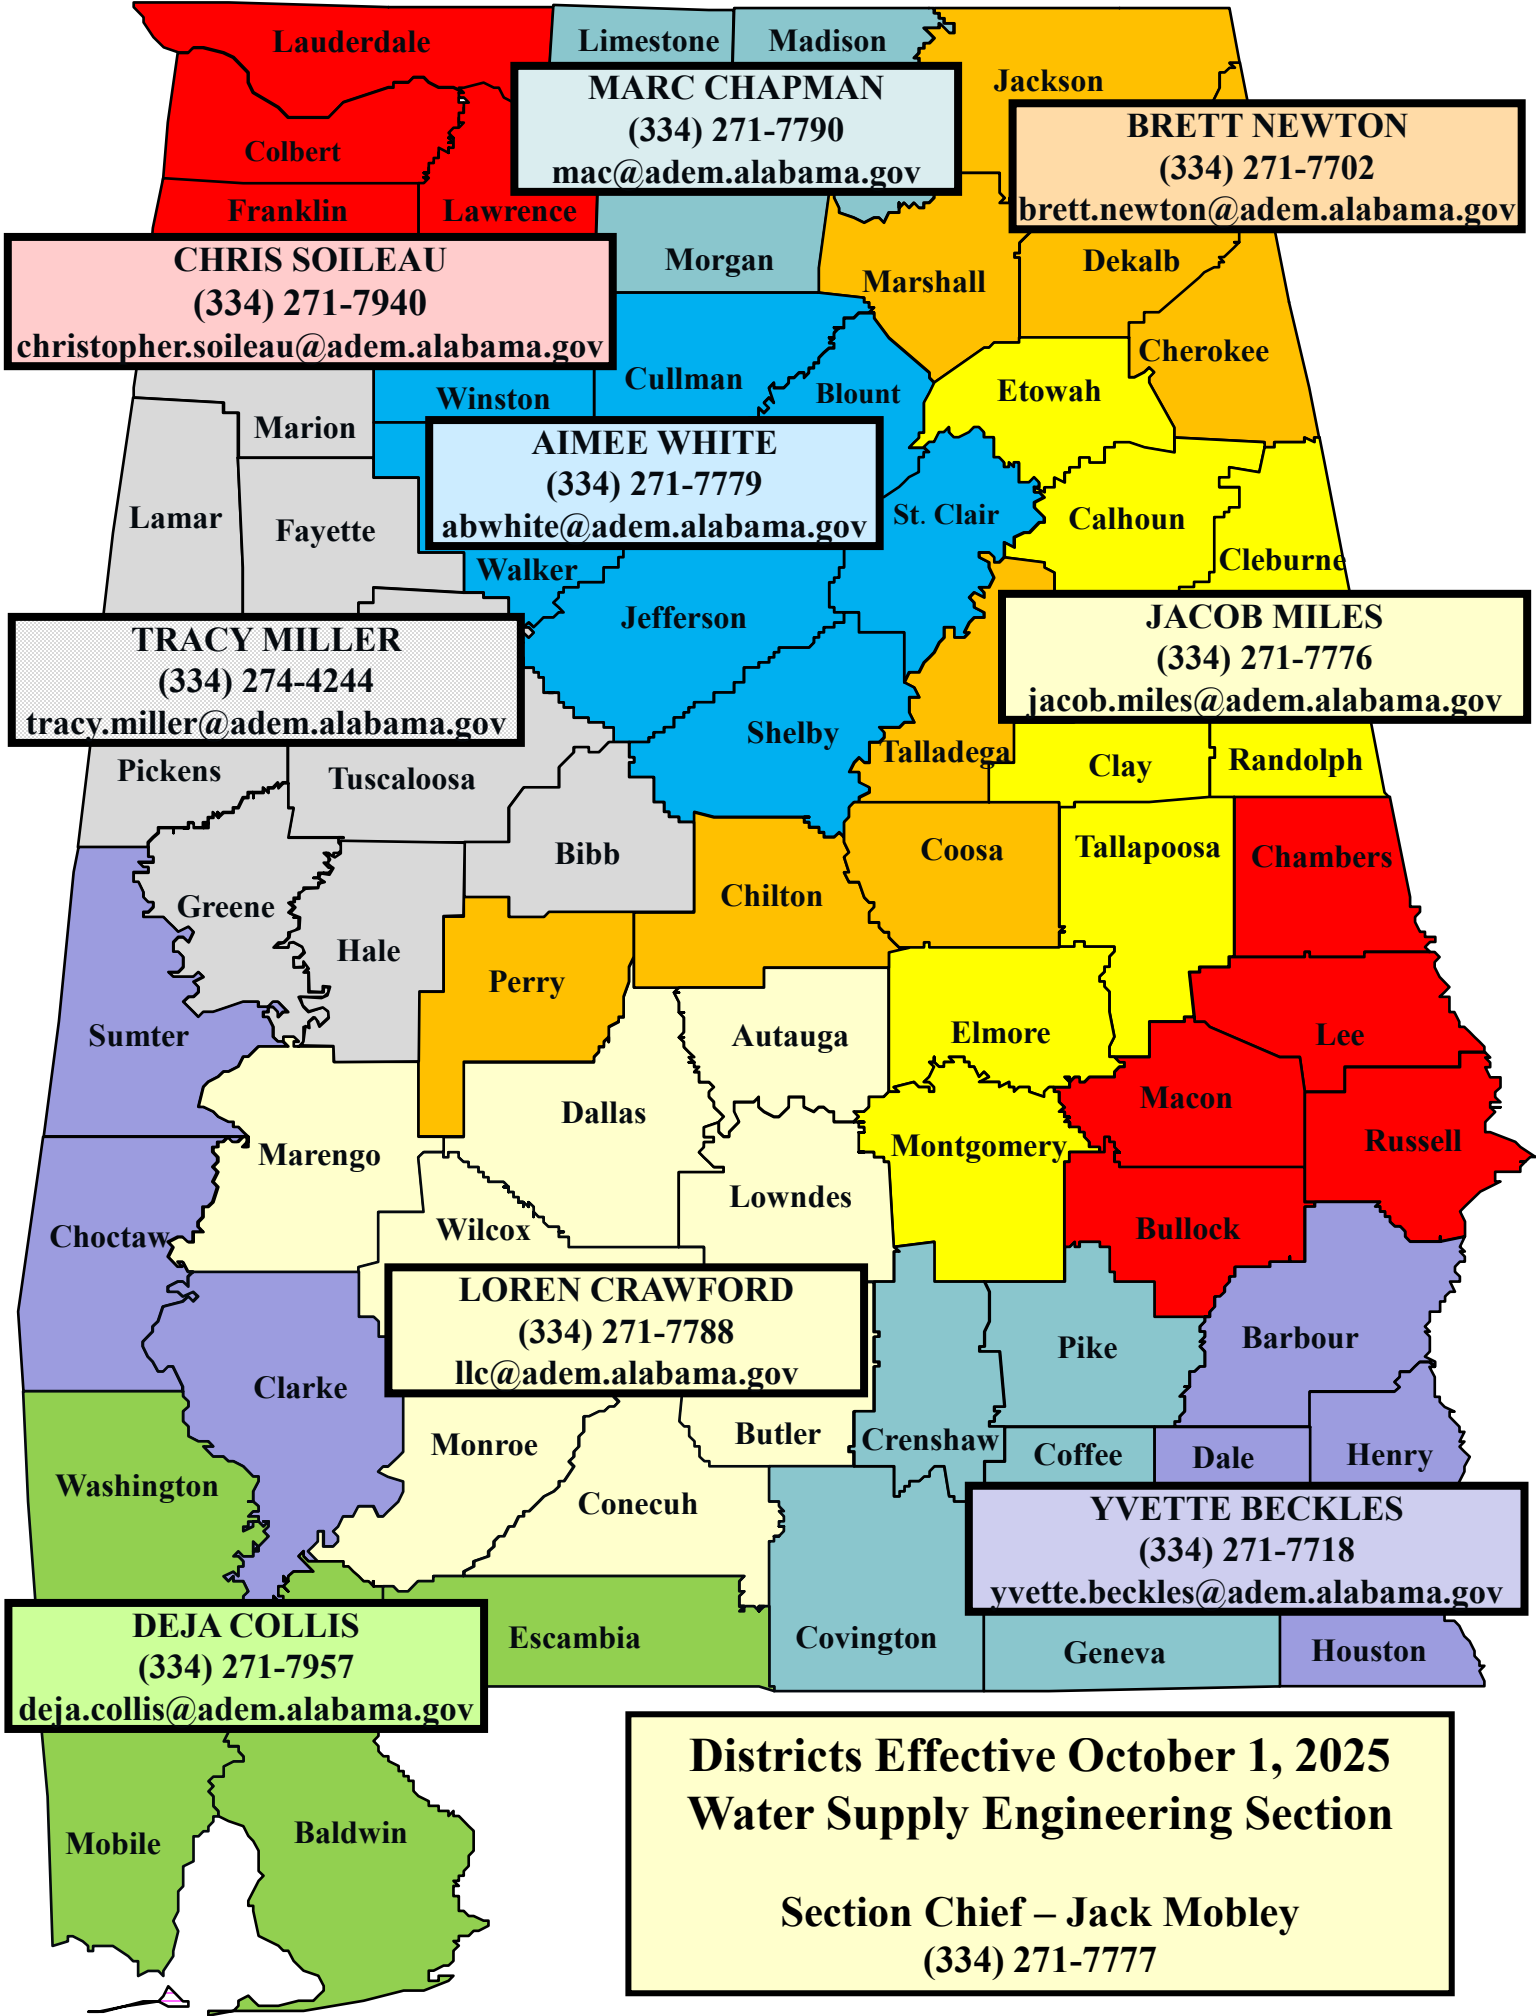 Lauderdale
Limestone
Madison
Jackson
MARC CHAPMAN
(334) 271-7790
mac@adem.alabama.gov
BRETT NEWTON
(334) 271-7702
brett.newton@adem.alabama.gov
Colbert
Franklin
Lawrence
CHRIS SOILEAU
(334) 271-7940
christopher.soileau@adem.alabama.gov
Morgan
Marshall
Dekalb
Cherokee
Winston
Cullman
Blount
Etowah
Marion
AIMEE WHITE
(334) 271-7779
abwhite@adem.alabama.gov
Lamar
Fayette
St. Clair
Calhoun
Cleburne
Walker
Jefferson
TRACY MILLER
(334) 274-4244
tracy.miller@adem.alabama.gov
JACOB MILES
(334) 271-7776
jacob.miles@adem.alabama.gov
Pickens
Tuscaloosa
Shelby
Talladega
Clay
Randolph
Bibb
Coosa
Tallapoosa
Chambers
Greene
Hale
Chilton
Perry
Sumter
Autauga
Elmore
Lee
Dallas
Macon
Marengo
Montgomery
Russell
Choctaw
Wilcox
Lowndes
Bullock
LOREN CRAWFORD
(334) 271-7788
llc@adem.alabama.gov
Pike
Barbour
Clarke
Monroe
Butler
Crenshaw
Coffee
Dale
Henry
Washington
Conecuh
YVETTE BECKLES
(334) 271-7718
yvette.beckles@adem.alabama.gov
DEJA COLLIS
(334) 271-7957
deja.collis@adem.alabama.gov
Escambia
Covington
Geneva
Houston
Mobile
Baldwin
Districts Effective October 1, 2025
Water Supply Engineering Section
Section Chief – Jack Mobley
(334) 271-7777